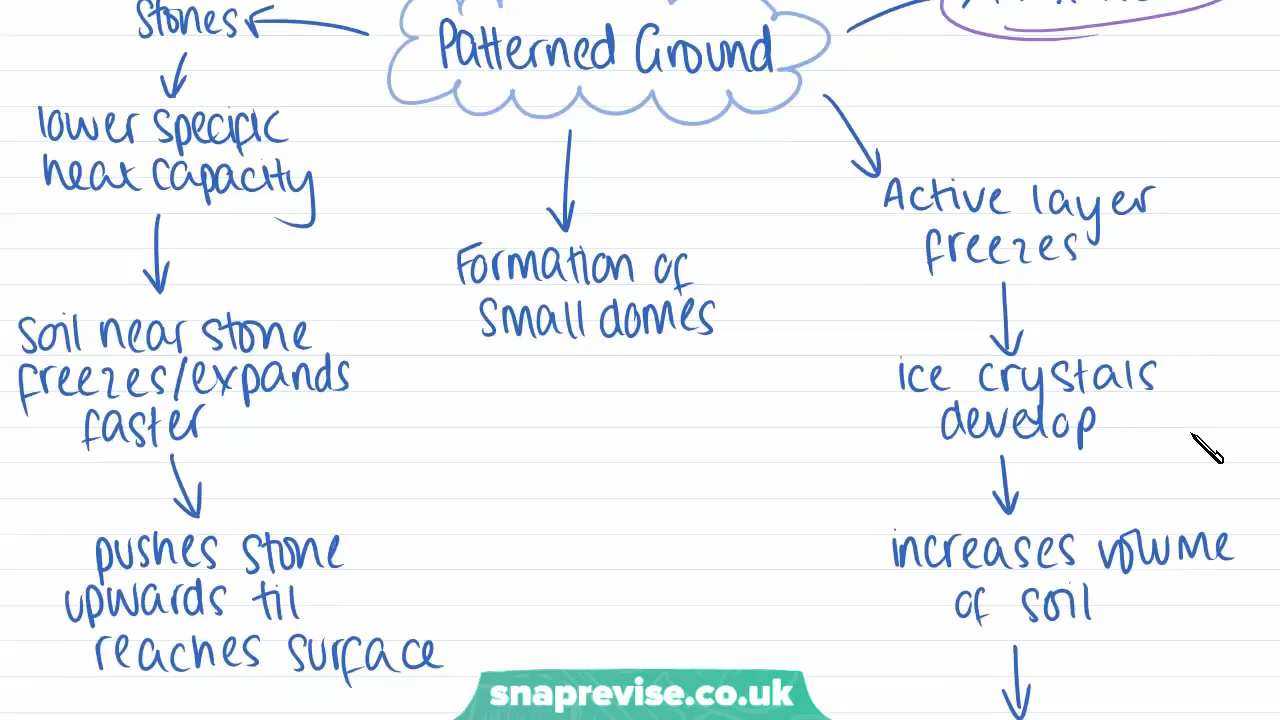 Stones
Patterned Ground
lower specific
heat capacity
Soil near stone
freezes/expands
faster
pushes stone
upwards til
reaches surface
Formation of
small domes
Active layer
freezes
ice crystals
develop
increases volume
of soil
snaprevise.co.uk